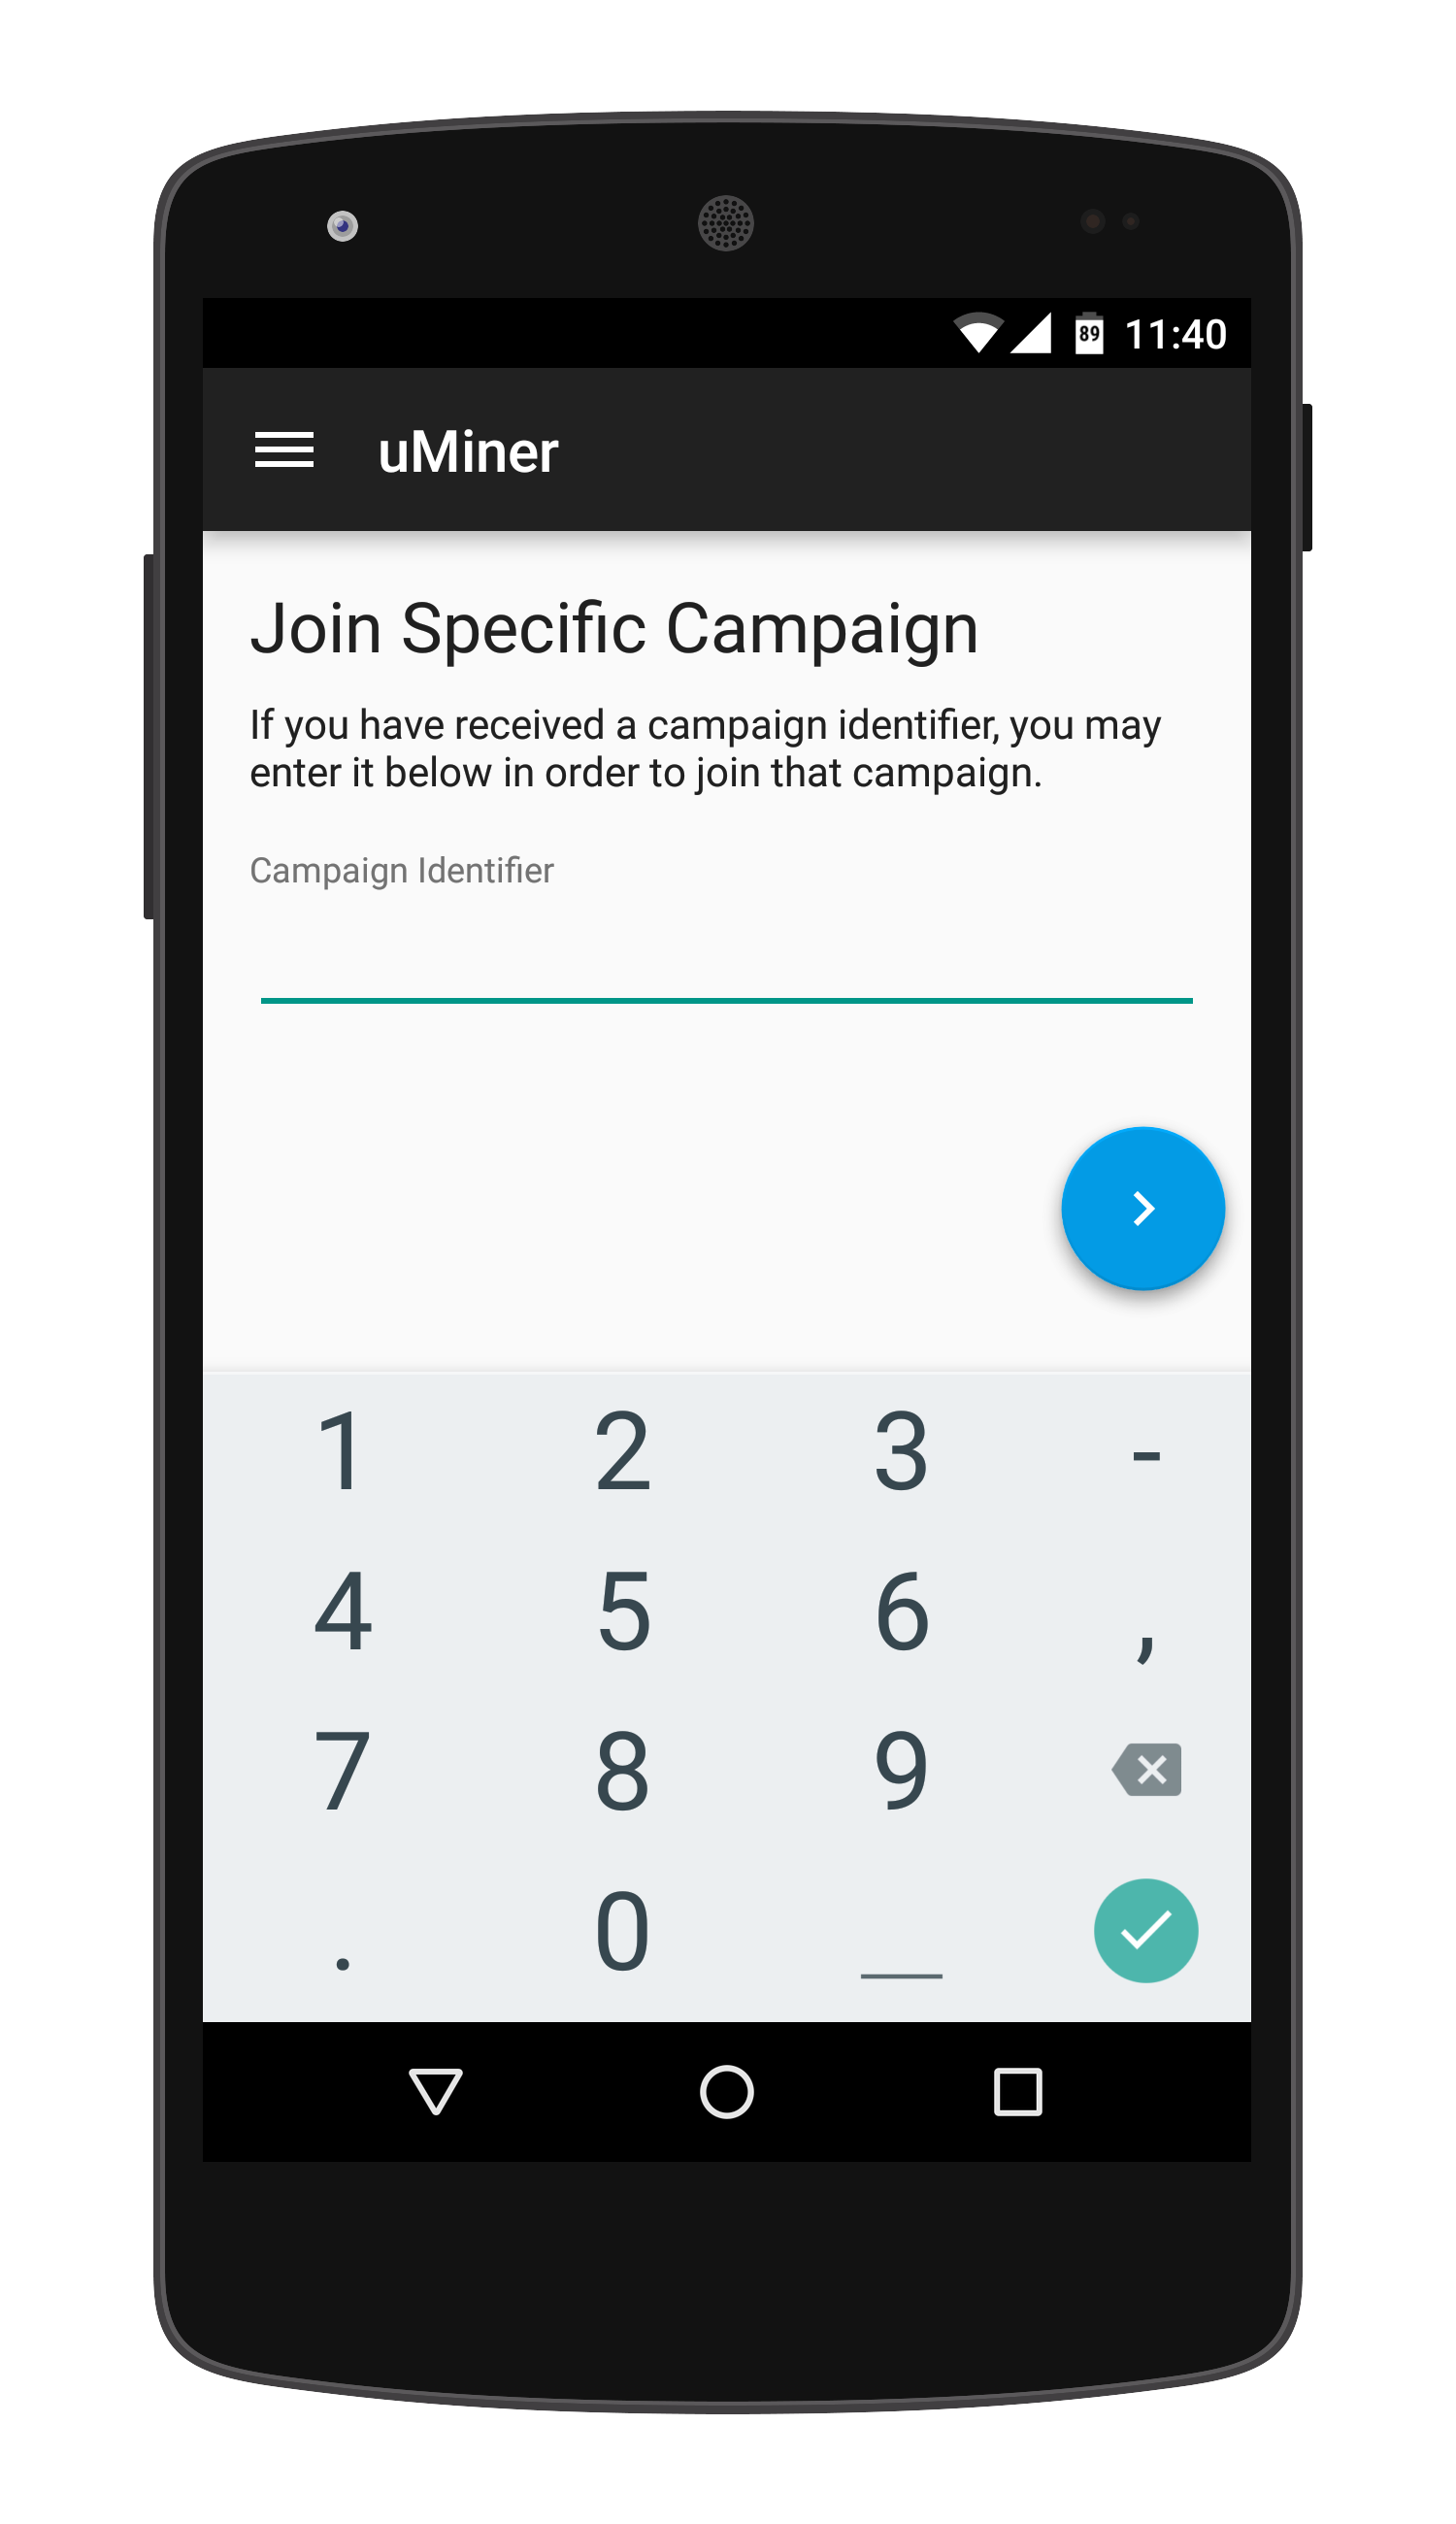 89 11:40
uMiner
Join Specific Campaign
If you have received a campaign identifier, you may
enter it below in order to join that campaign.
Campaign Identifier
1 2 3 -
4 5 6 ,
7 8 9
. 0 _